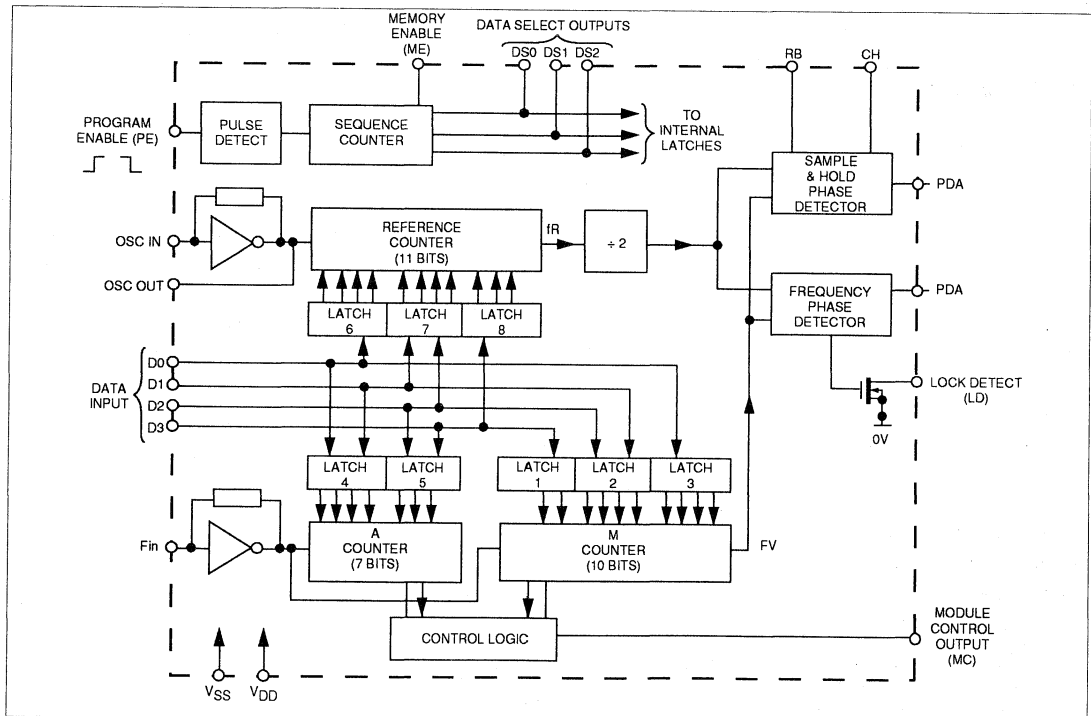 MEMORY
ENABLE
(ME)
DATA SELECT OUTPUTS
DS0 DS1 DS2
RB
CH
PROGRAM
ENABLE (PE)
PULSE
DETECT
SEQUENCE
COUNTER
TO
INTERNAL
LATCHES
SAMPLE
& HOLD
PHASE
DETECTOR
PDA
OSC IN
OSC OUT
REFERENCE
COUNTER
(11 BITS)
fR
÷ 2
FREQUENCY
PHASE
DETECTOR
PDA
LATCH
6
LATCH
7
LATCH
8
DATA
INPUT
D0
D1
D2
D3
LOCK DETECT
(LD)
0V
LATCH
4
LATCH
5
LATCH
1
LATCH
2
LATCH
3
Fin
A
COUNTER
(7 BITS)
M
COUNTER
(10 BITS)
FV
CONTROL LOGIC
MODULE
CONTROL
OUTPUT
(MC)
VSS
VDD